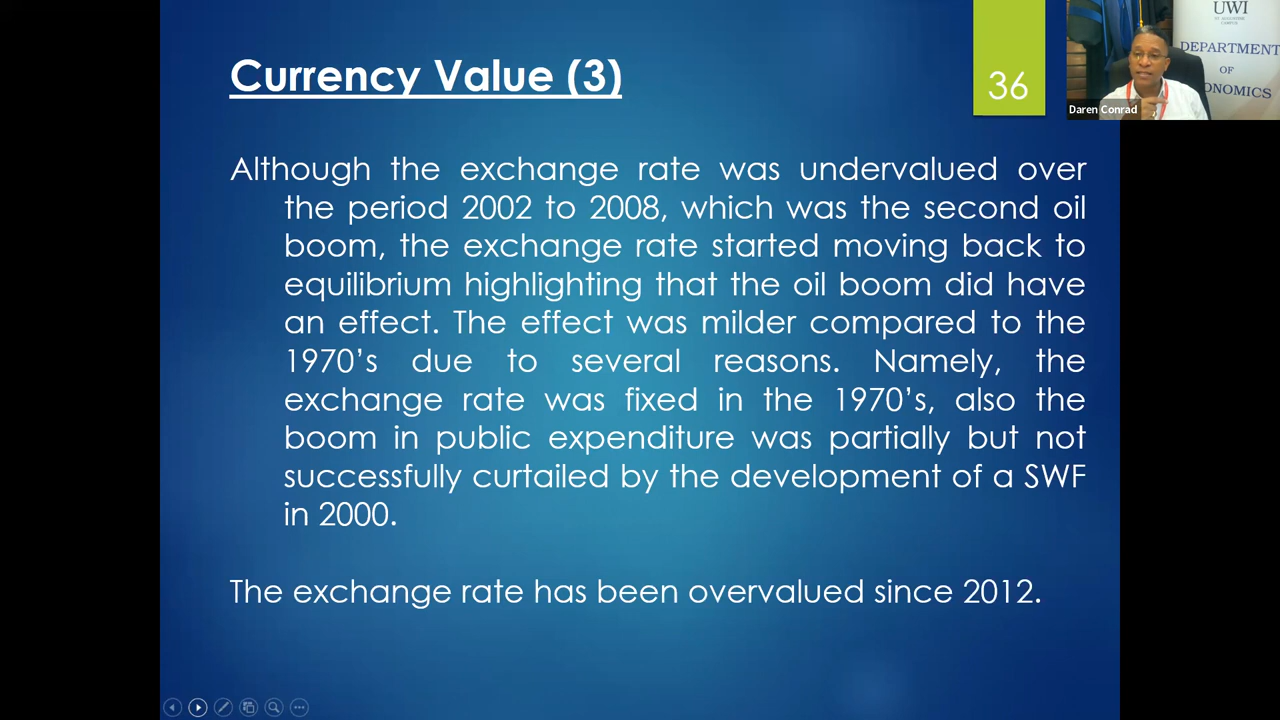 Currency Value (3)
36
UWI
ST. AUGUSTINE
CAMPUS
DEPARTMENT
OF
ONOMICS
Daren Conrad
Although the exchange rate was undervalued over
the period 2002 to 2008, which was the second oil
boom, the exchange rate started moving back to
equilibrium highlighting that the oil boom did have
an effect. The effect was milder compared to the
1970’s due to several reasons. Namely, the
exchange rate was fixed in the 1970’s, also the
boom in public expenditure was partially but not
successfully curtailed by the development of a SWF
in 2000.
The exchange rate has been overvalued since 2012.